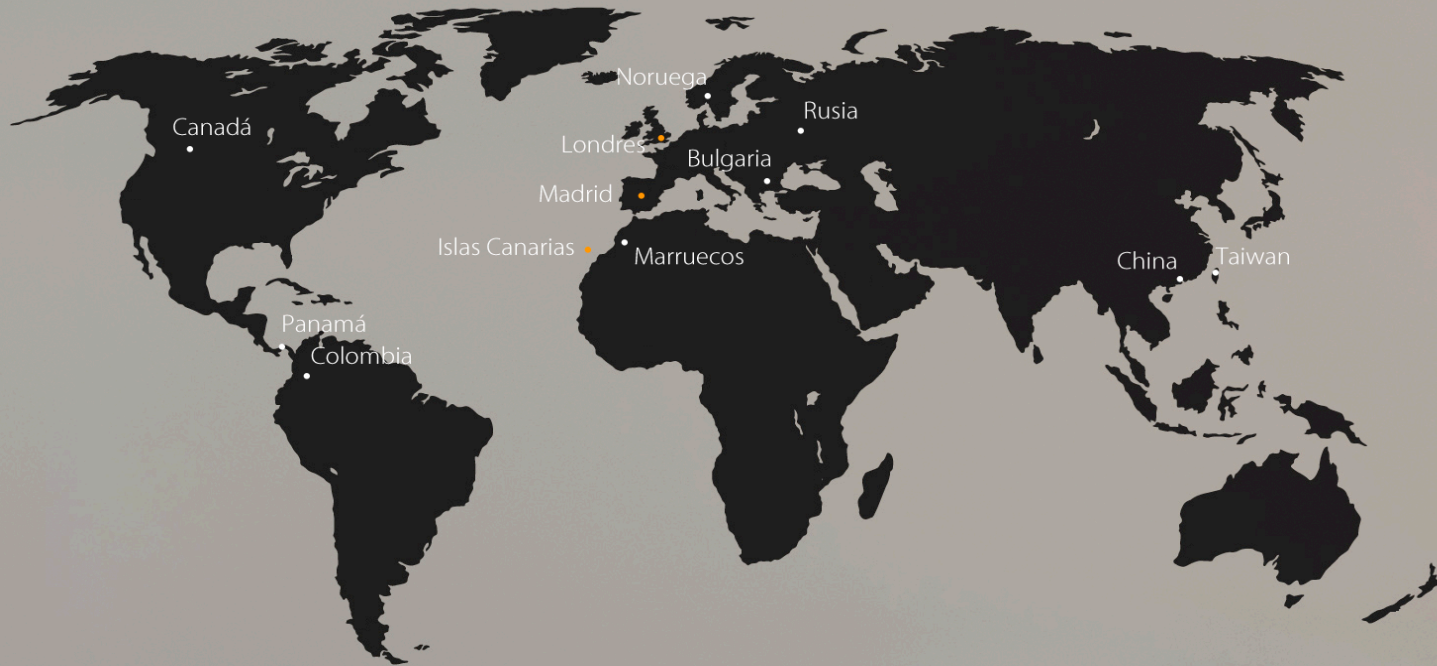 Noruega
Rusia
Canadá
Londres
Bulgaria
Madrid
Islas Canarias
Marruecos
China
Taiwan
Panamá
Colombia